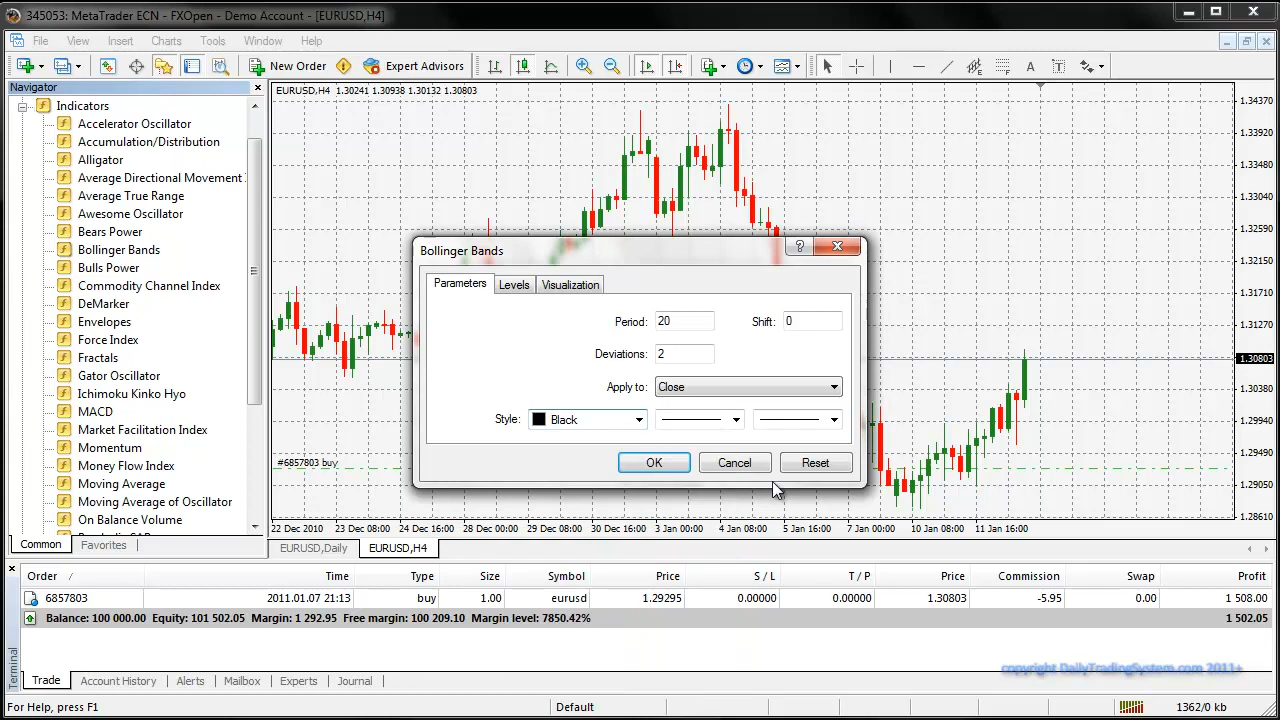 345053: MetaTrader ECN - FXOpen - Demo Account - [EURUSD,H4]
File View Insert Charts Tools Window Help
New Order Expert Advisors
Navigator
EURUSD,H4 1.30241 1.30938 1.30132 1.30803
Indicators
Accelerator Oscillator
Accumulation/Distribution
Alligator
Average Directional Movement
Average True Range
Awesome Oscillator
Bears Power
Bollinger Bands
Bulls Power
Commodity Channel Index
DeMarker
Envelopes
Force Index
Fractals
Gator Oscillator
Ichimoku Kinko Hyo
MACD
Market Facilitation Index
Momentum
Money Flow Index
Moving Average
Moving Average of Oscillator
On Balance Volume
Common Favorites
1.34370
1.33920
1.33480
1.33040
1.32590
1.32150
1.31710
1.31270
1.30803
1.30380
1.29940
1.29490
1.29050
1.28610
Bollinger Bands
Parameters Levels Visualization
Period: 20 Shift: 0
Deviations: 2
Apply to: Close
Style: Black
OK Cancel Reset
#6857803 buy
22 Dec 2010 23 Dec 08:00 24 Dec 16:00 28 Dec 00:00 29 Dec 08:00 30 Dec 16:00 3 Jan 00:00 4 Jan 08:00 5 Jan 16:00 7 Jan 00:00 10 Jan 08:00 11 Jan 16:00
EURUSD,Daily EURUSD,H4
Order / Time Type Size Symbol Price S / L T / P Price Commission Swap Profit
6857803 2011.01.07 21:13 buy 1.00 eurusd 1.29295 0.00000 0.00000 1.30803 -5.95 0.00 1 508.00
Balance: 100 000.00 Equity: 101 502.05 Margin: 1 292.95 Free margin: 100 209.10 Margin level: 7850.42% 1 502.05
Terminal
copyright DailyTradingSystem.com 2011+
Trade Account History Alerts Mailbox Experts Journal
For Help, press F1 Default 1362/0 kb